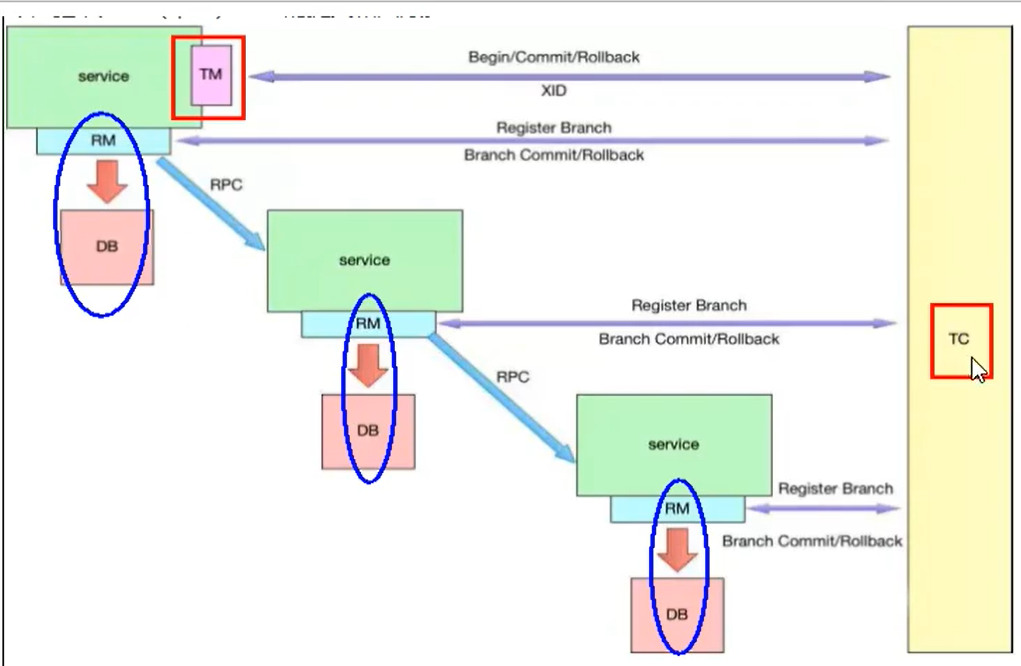 Begin/Commit/Rollback
service
TM
XID
Register Branch
RM
Branch Commit/Rollback
RPC
DB
service
Register Branch
RM
Branch Commit/Rollback
TC
RPC
DB
service
Register Branch
RM
Branch Commit/Rollback
DB